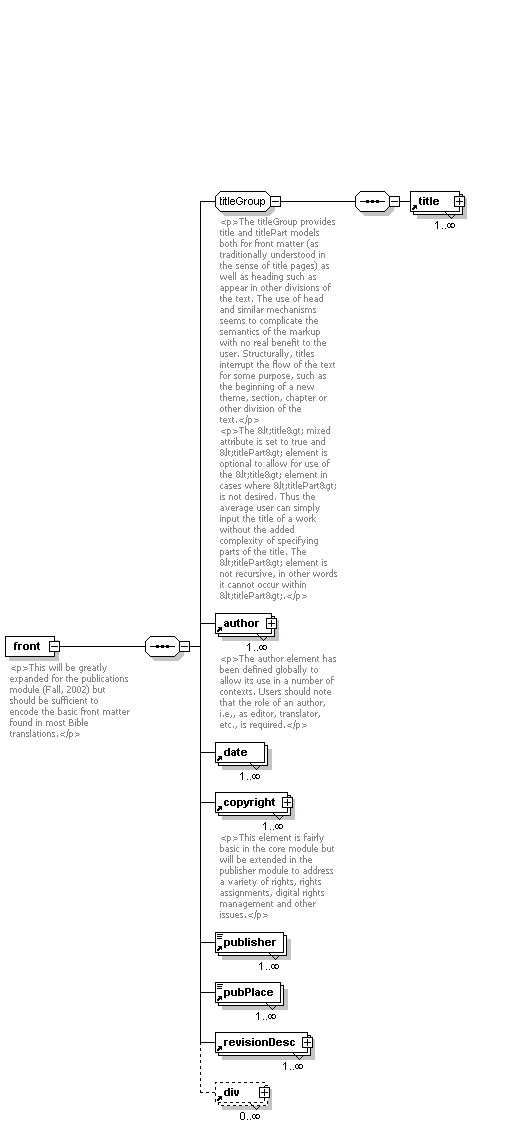 titleGroup
title
1..∞
<p>The titleGroup provides
title and titlePart models
both for front matter (as
traditionally understood in
the sense of title pages) as
well as heading such as
appear in other divisions of
the text. The use of head
and similar mechanisms
seems to complicate the
semantics of the markup
with no real benefit to the
user. Structurally, titles
interrupt the flow of the text
for some purpose, such as
the beginning of a new
theme, section, chapter or
other division of the
text.</p>
<p>The &lt;title&gt; mixed
attribute is set to true and
&lt;titlePart&gt; element is
optional to allow for use of
the &lt;title&gt; element in
cases where &lt;titlePart&gt;
is not desired. Thus the
average user can simply
input the title of a work
without the added
complexity of specifying
parts of the title. The
&lt;titlePart&gt; element is
not recursive, in other words
it cannot occur within
&lt;titlePart&gt;.</p>
author
1..∞
<p>The author element has
been defined globally to
allow its use in a number of
contexts. Users should note
that the role of an author,
i.e,, as editor, translator,
etc., is required.</p>
front
<p>This will be greatly
expanded for the publications
module (Fall, 2002) but
should be sufficient to
encode the basic front matter
found in most Bible
translations.</p>
date
1..∞
copyright
1..∞
<p>This element is fairly
basic in the core module but
will be extended in the
publisher module to address
a variety of rights, rights
assignments, digital rights
management and other
issues.</p>
publisher
1..∞
pubPlace
1..∞
revisionDesc
1..∞
div
0..∞